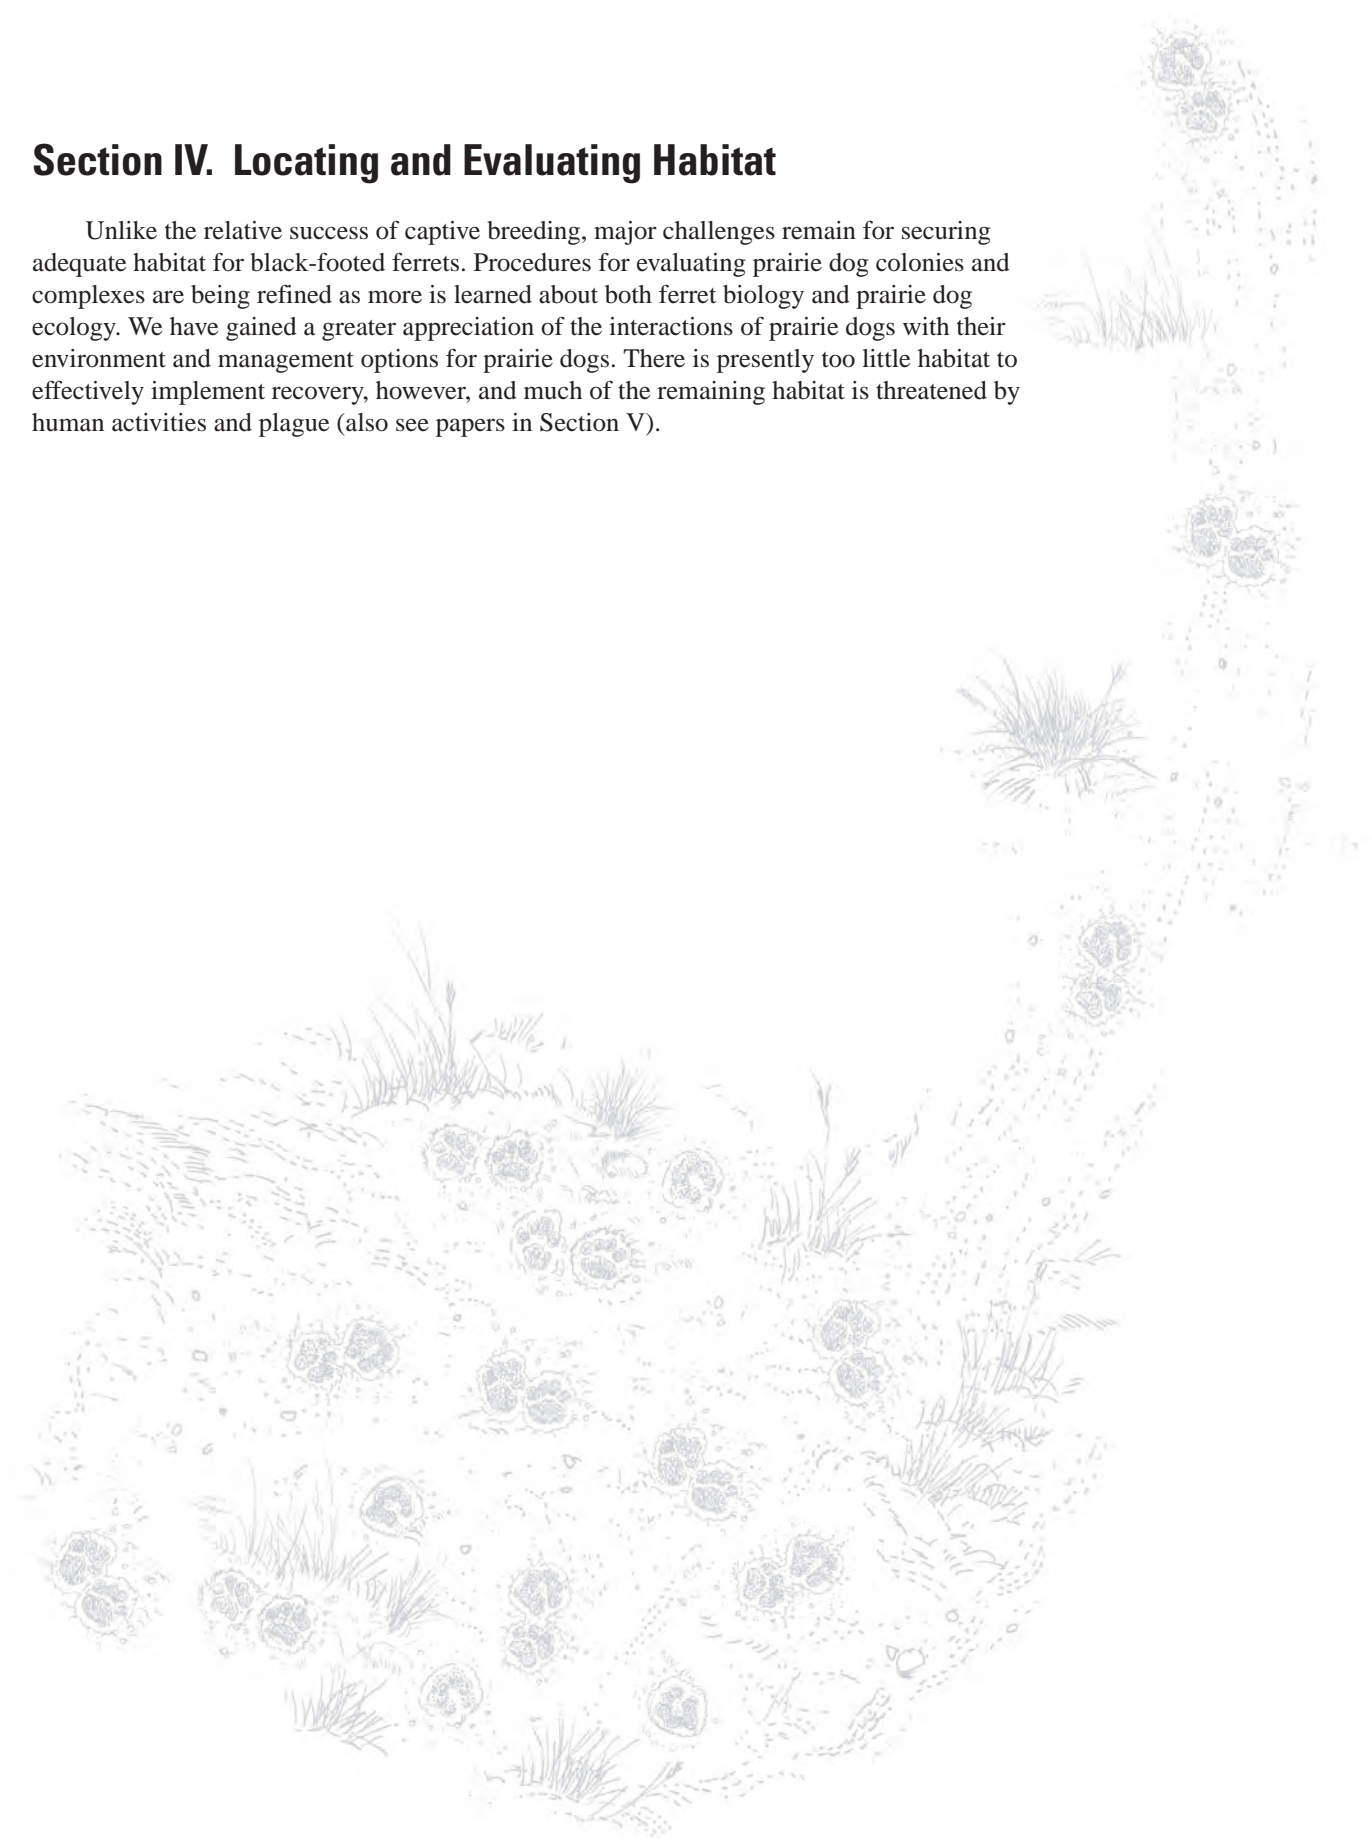 Section IV. Locating and Evaluating Habitat
Unlike the relative success of captive breeding, major challenges remain for securing
adequate habitat for black-footed ferrets. Procedures for evaluating prairie dog colonies and
complexes are being refined as more is learned about both ferret biology and prairie dog
ecology. We have gained a greater appreciation of the interactions of prairie dogs with their
environment and management options for prairie dogs. There is presently too little habitat to
effectively implement recovery, however, and much of the remaining habitat is threatened by
human activities and plague (also see papers in Section V).